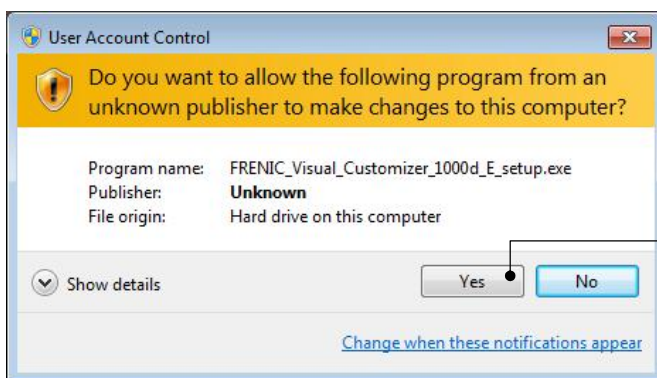 User Account Control
Do you want to allow the following program from an
unknown publisher to make changes to this computer?
Program name: FRENIC_Visual_Customizer_1000d_E_setup.exe
Publisher: Unknown
File origin: Hard drive on this computer
Show details Yes No
Change when these notifications appear